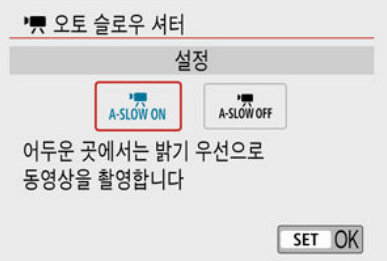 오토 슬로우 셔터
설정
A-SLOW ON A-SLOW OFF
어두운 곳에서는 밝기 우선으로
동영상을 촬영합니다
SET OK